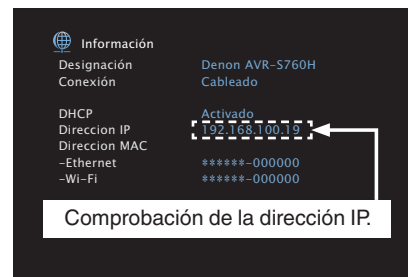 Información
Designación Denon AVR-S760H
Conexión Cableado
DHCP Activado
Direccion IP 192.168.100.19
Direccion MAC
-Ethernet ******-000000
-Wi-Fi ******-000000
Comprobación de la dirección IP.